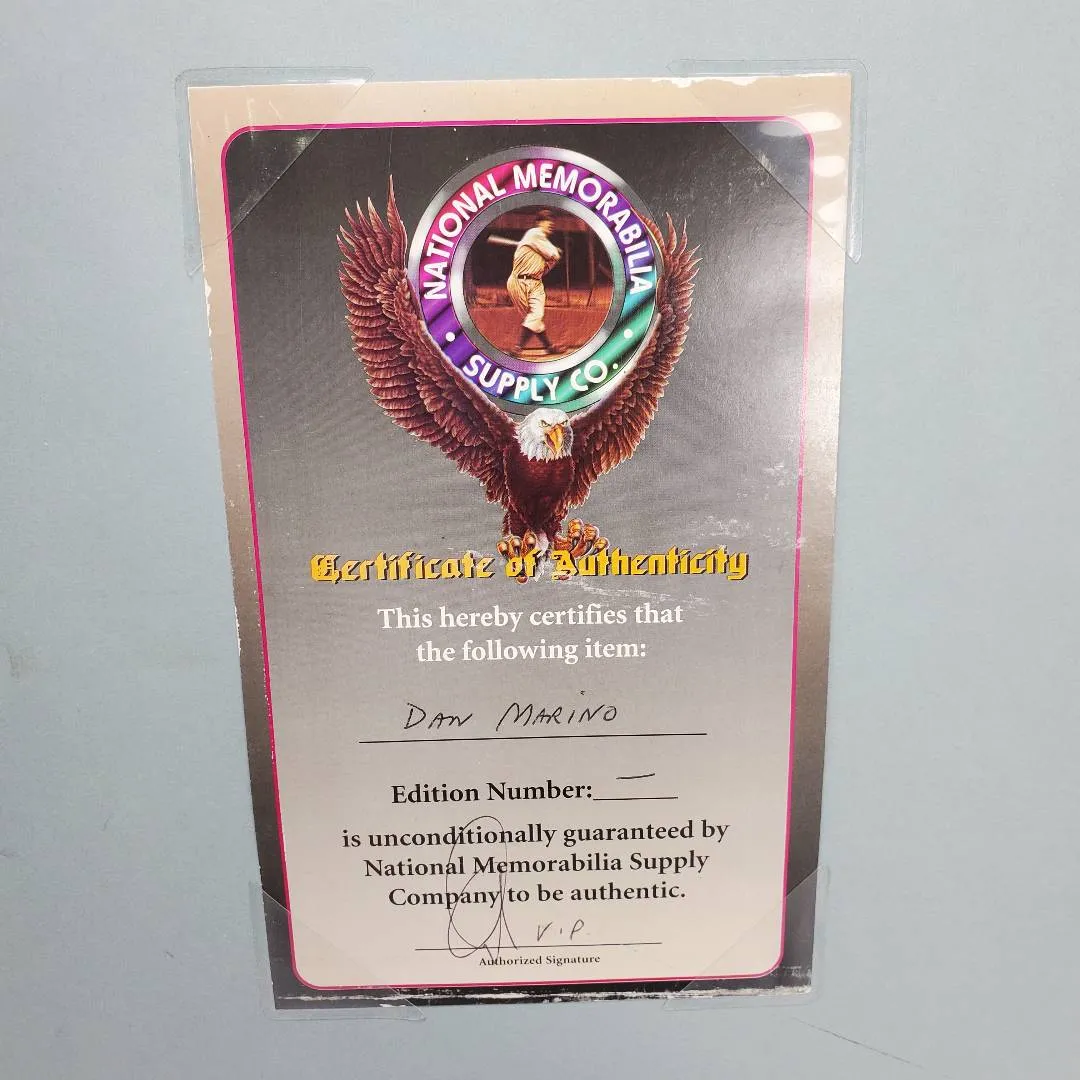 NATIONAL MEMORABILIA
SUPPLY CO.
Certificate of Authenticity
This hereby certifies that
the following item:
DAN MARINO
Edition Number: —
is unconditionally guaranteed by
National Memorabilia Supply
Company to be authentic.
V.P.
Authorized Signature